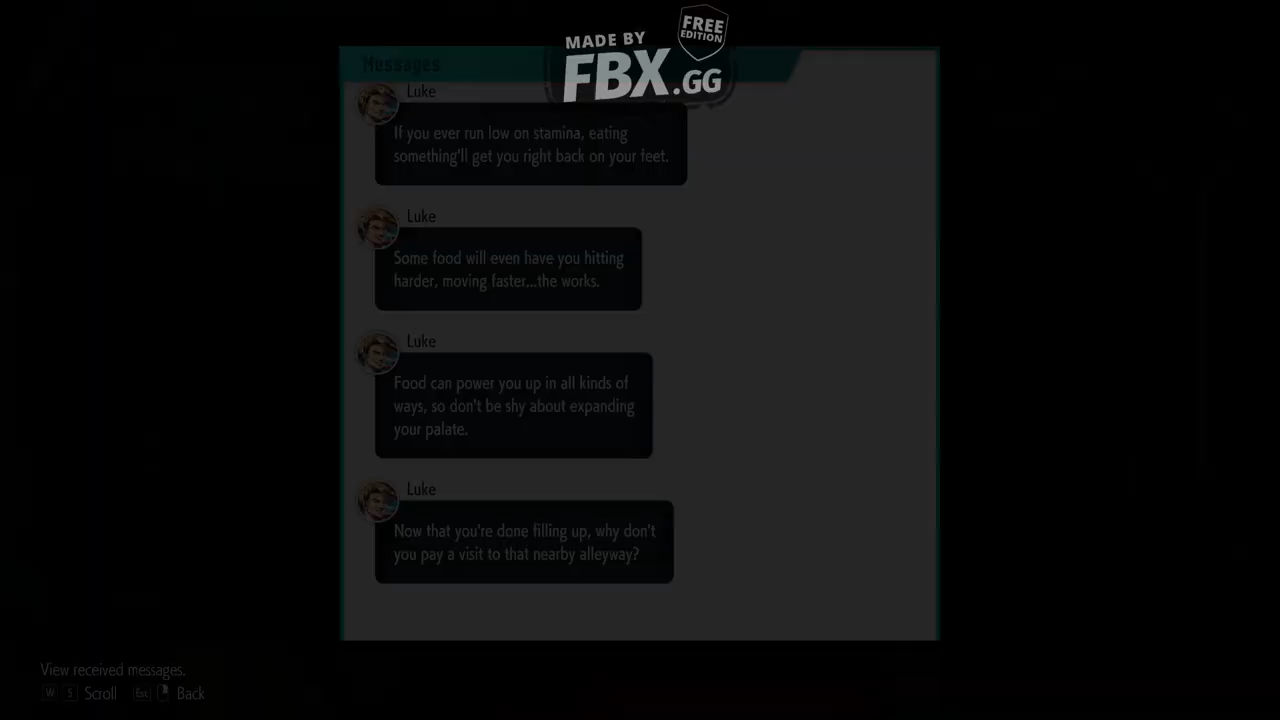 MADE BY
FREE
EDITION
FBX.GG
Messages
Luke
If you ever run low on stamina, eating
something'll get you right back on your feet.
Luke
Some food will even have you hitting
harder, moving faster...the works.
Luke
Food can power you up in all kinds of
ways, so don't be shy about expanding
your palate.
Luke
Now that you're done filling up, why don't
you pay a visit to that nearby alleyway?
View received messages.
W S Scroll Esc Back